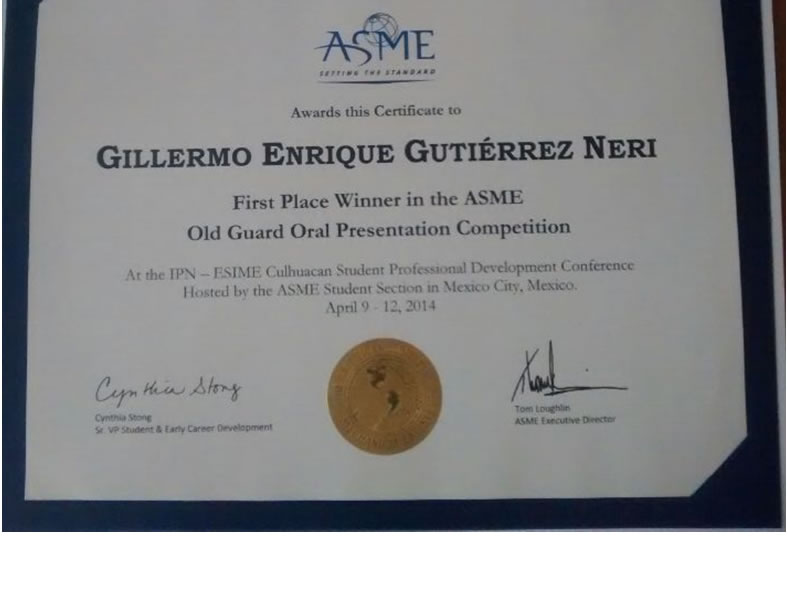 ASME
SETTING THE STANDARD
Awards this Certificate to
GILLERMO ENRIQUE GUTIÉRREZ NERI
First Place Winner in the ASME
Old Guard Oral Presentation Competition
At the IPN – ESIME Culhuacan Student Professional Development Conference
Hosted by the ASME Student Section in Mexico City, Mexico.
April 9 - 12, 2014
Cynthia Stong
Cynthia Stong
Sr. VP Student & Early Career Development
Tom Loughlin
ASME Executive Director